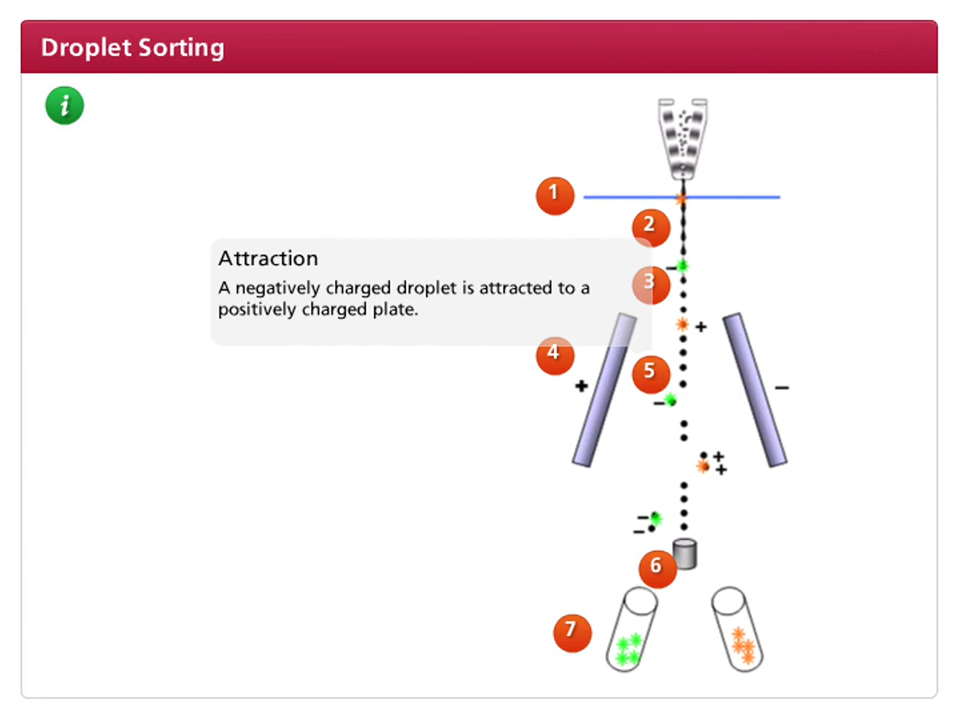 Droplet Sorting
i
1
2
Attraction
A negatively charged droplet is attracted to a
positively charged plate.
3
+
4
5
+
−
+
+
6
7